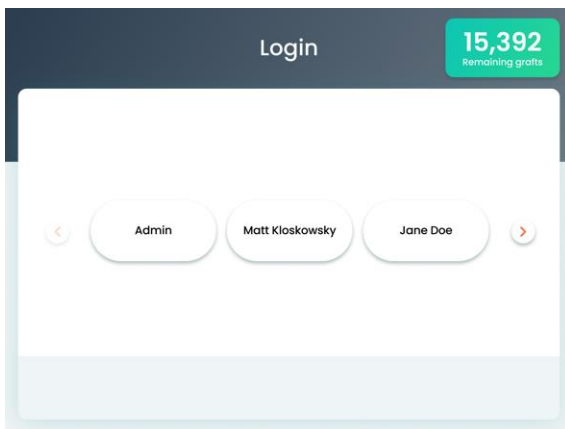 Login
15,392
Remaining grafts
Admin
Matt Kloskowsky
Jane Doe